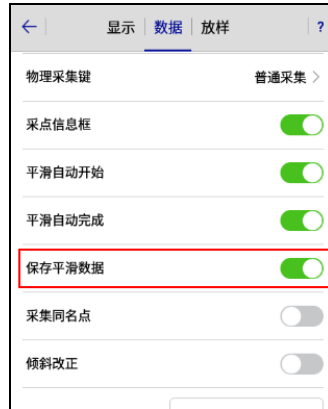 ← 显示 数据 放样 ?
物理采集键 普通采集 >
采点信息框
平滑自动开始
平滑自动完成
保存平滑数据
采集同名点
倾斜改正